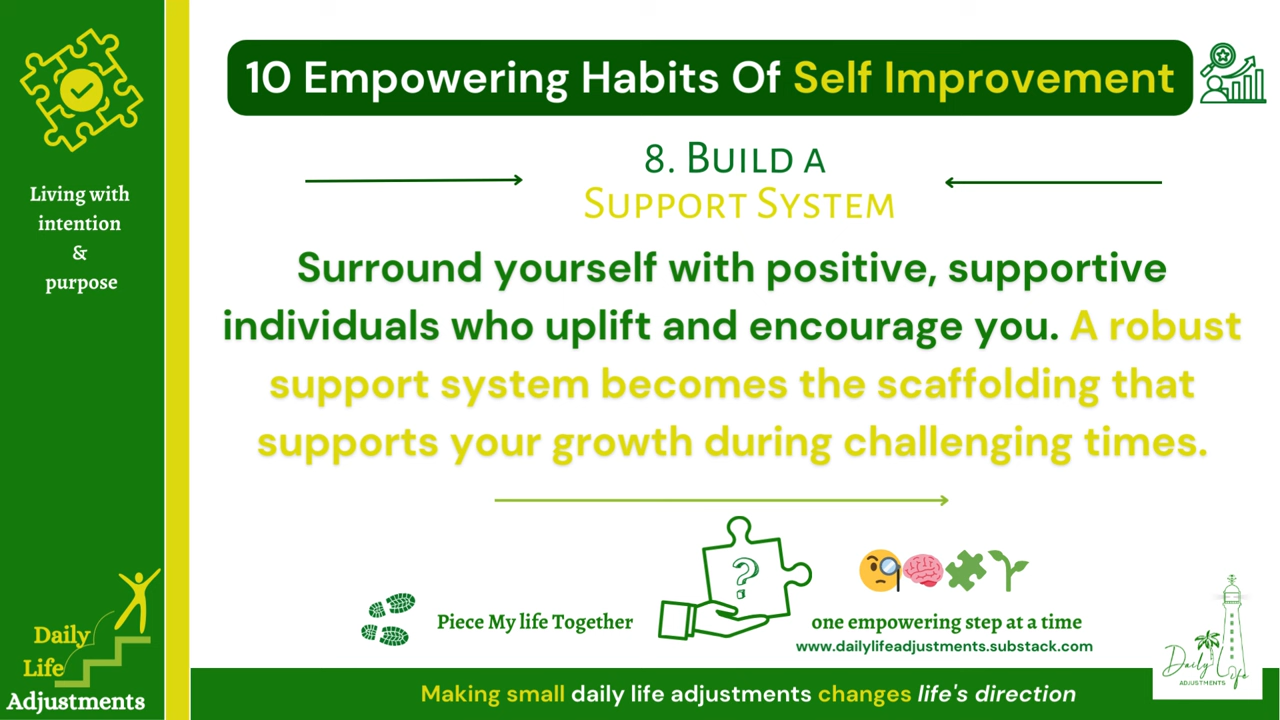 10 Empowering Habits Of Self Improvement
8. Build a
Support System
Living with
intention
&
purpose
Surround yourself with positive, supportive
individuals who uplift and encourage you. A robust
support system becomes the scaffolding that
supports your growth during challenging times.
?
Piece My life Together
one empowering step at a time
www.dailylifeadjustments.substack.com
Daily
Life
Adjustments
Daily Life
ADJUSTMENTS
Making small daily life adjustments changes life's direction